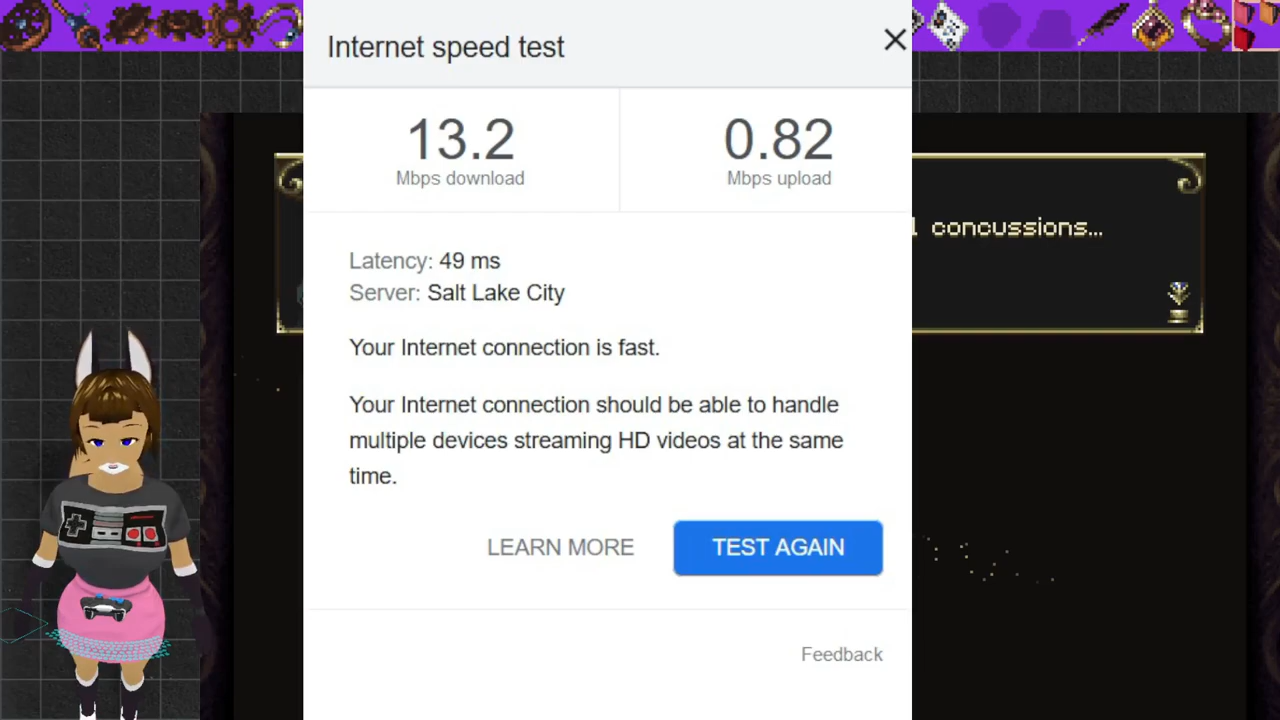 Internet speed test
13.2
Mbps download
0.82
Mbps upload
concussions...
Latency: 49 ms
Server: Salt Lake City
Your Internet connection is fast.
Your Internet connection should be able to handle
multiple devices streaming HD videos at the same
time.
LEARN MORE
TEST AGAIN
Feedback